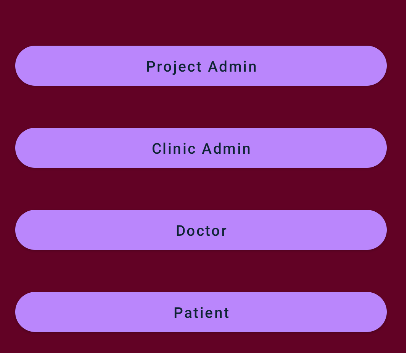 Project Admin
Clinic Admin
Doctor
Patient